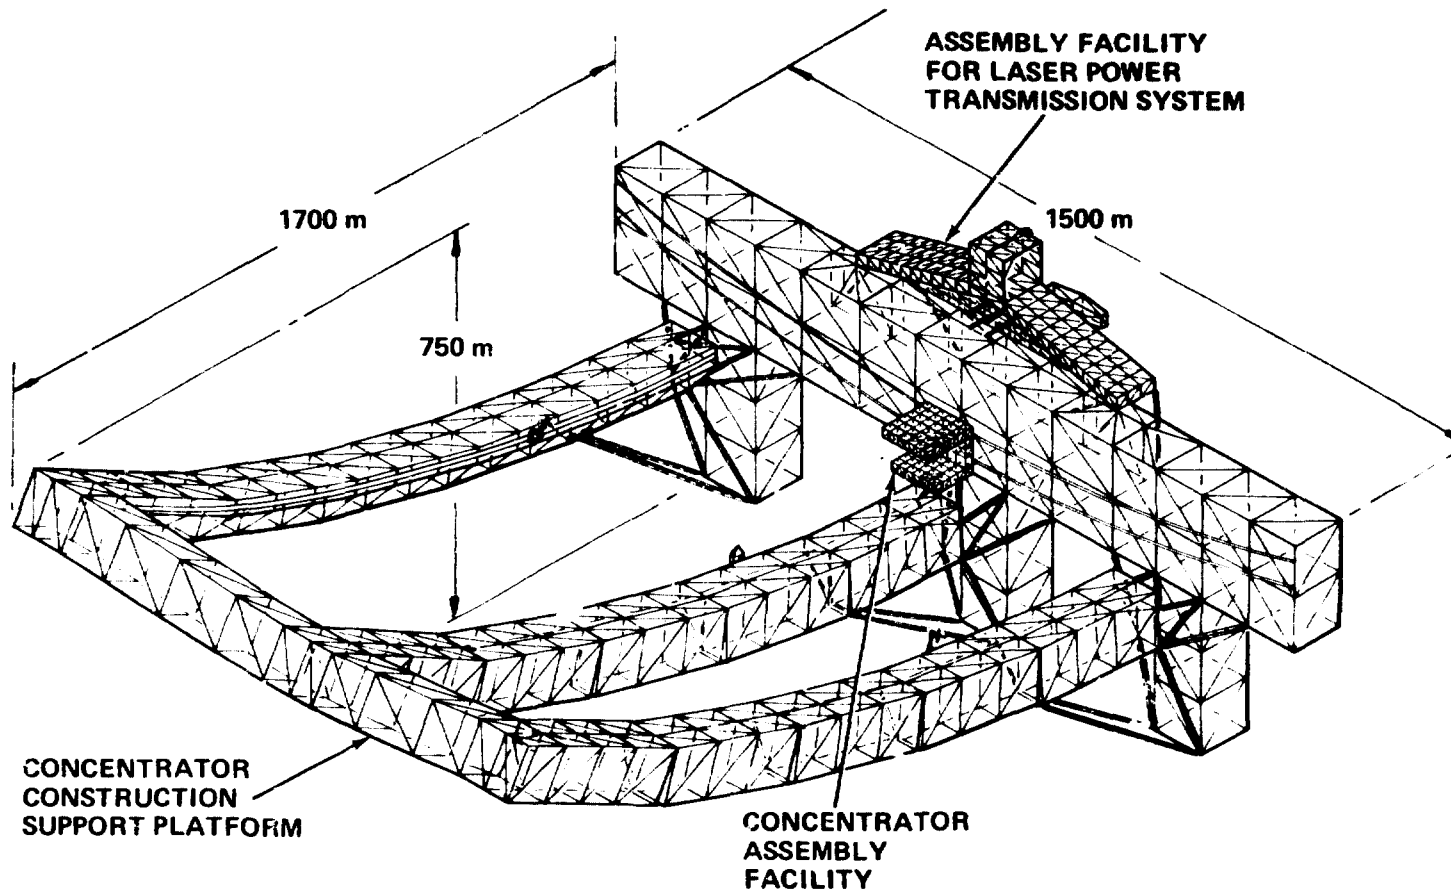 ASSEMBLY FACILITY
FOR LASER POWER
TRANSMISSION SYSTEM
1700 m
1500 m
750 m
CONCENTRATOR
CONSTRUCTION
SUPPORT PLATFORM
CONCENTRATOR
ASSEMBLY
FACILITY